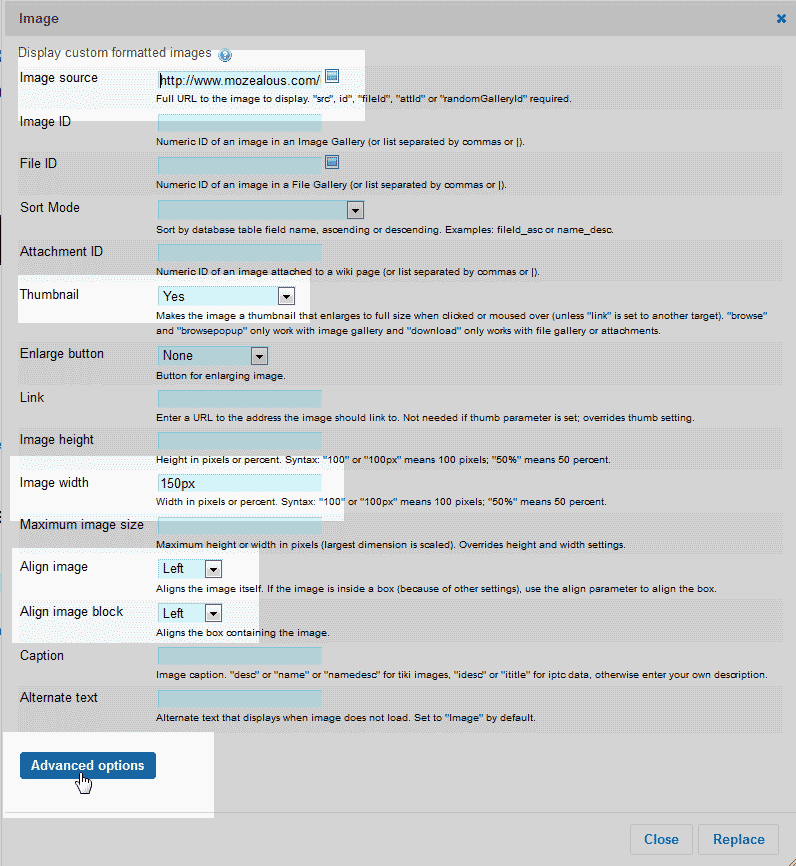 Image
Display custom formatted images
Image source
http://www.mozealous.com/
Full URL to the image to display. "src", id", "fileId", "attId" or "randomGalleryId" required.
Image ID
Numeric ID of an image in an Image Gallery (or list separated by commas or |).
File ID
Numeric ID of an image in a File Gallery (or list separated by commas or |).
Sort Mode
Sort by database table field name, ascending or descending. Examples: fileId_asc or name_desc.
Attachment ID
Numeric ID of an image attached to a wiki page (or list separated by commas or |).
Thumbnail
Yes
Makes the image a thumbnail that enlarges to full size when clicked or moused over (unless "link" is set to another target). "browse"
and "browsepopup" only work with image gallery and "download" only works with file gallery or attachments.
Enlarge button
None
Button for enlarging image.
Link
Enter a URL to the address the image should link to. Not needed if thumb parameter is set; overrides thumb setting.
Image height
Height in pixels or percent. Syntax: "100" or "100px" means 100 pixels; "50%" means 50 percent.
Image width
150px
Width in pixels or percent. Syntax: "100" or "100px" means 100 pixels; "50%" means 50 percent.
Maximum image size
Maximum height or width in pixels (largest dimension is scaled). Overrides height and width settings.
Align image
Left
Aligns the image itself. If the image is inside a box (because of other settings), use the align parameter to align the box.
Align image block
Left
Aligns the box containing the image.
Caption
Image caption. "desc" or "name" or "namedesc" for tiki images, "idesc" or "ititle" for iptc data, otherwise enter your own description.
Alternate text
Alternate text that displays when image does not load. Set to "Image" by default.
Advanced options
Close
Replace